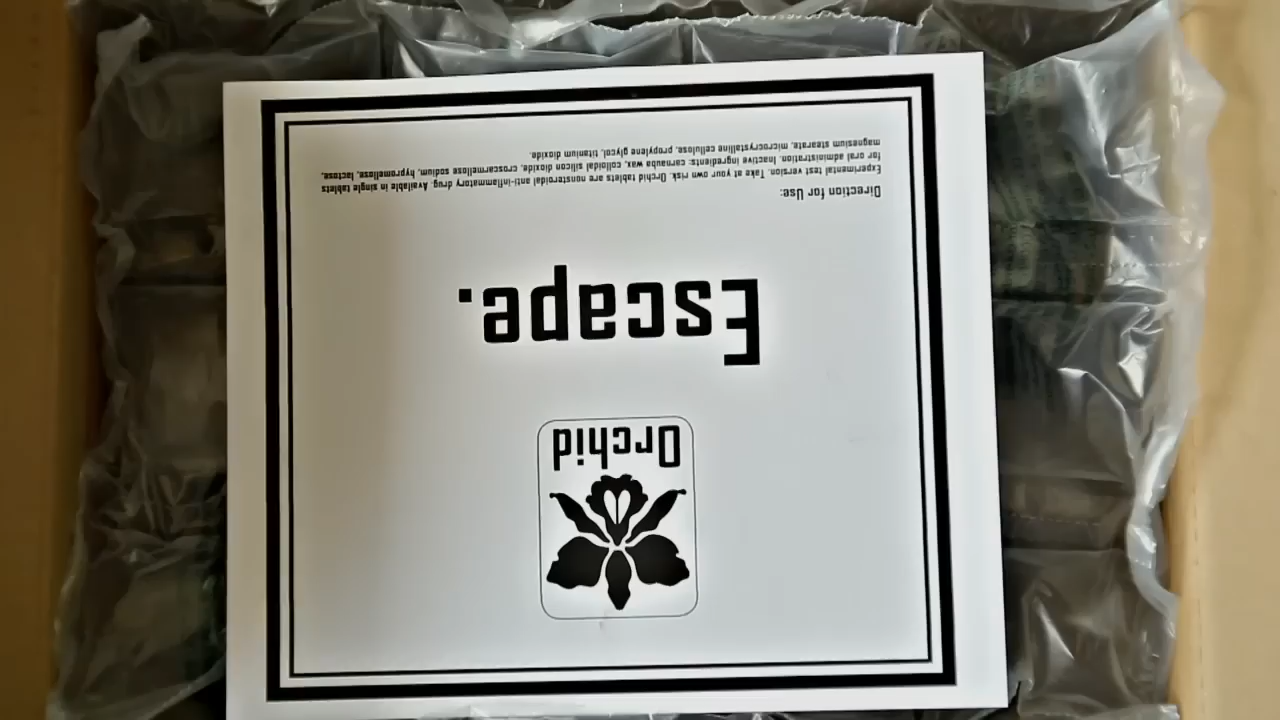 Orchid
Escape.
Direction for Use:
Experimental test version. Take at your own risk. Orchid tablets are nonsteroidal anti-inflammatory drug. Available in single tablets
for oral administration. Inactive ingredients: carnauba wax, colloidal silicon dioxide, croscarmellose sodium, hypromellose, lactose,
magnesium stearate, microcrystalline cellulose, propylene glycol, titanium dioxide.